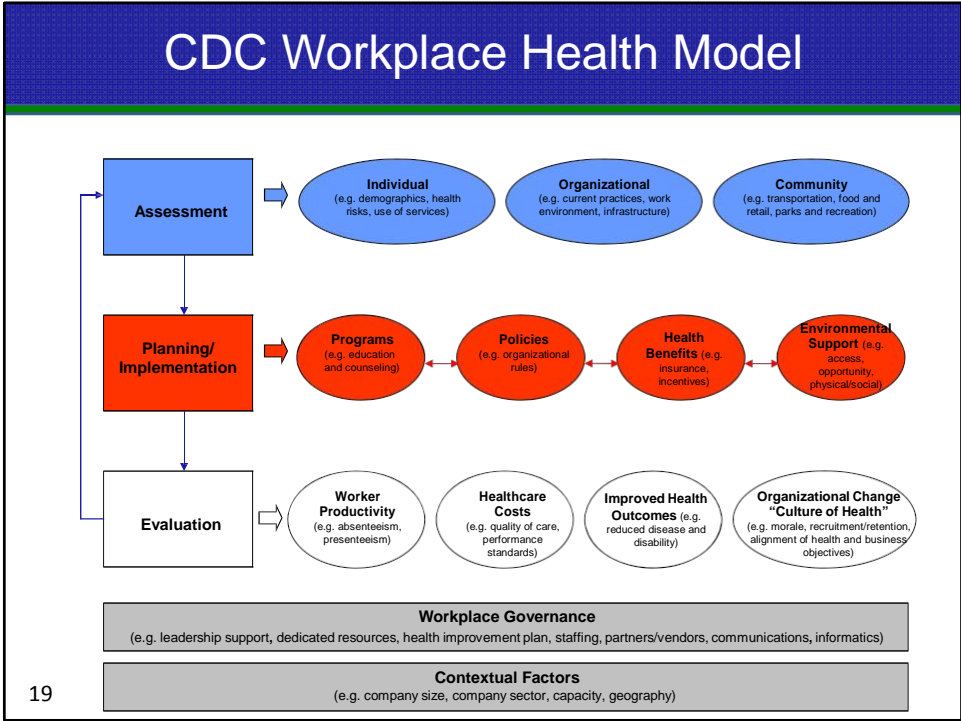 CDC Workplace Health Model
Assessment
Individual
(e.g. demographics, health
risks, use of services)
Organizational
(e.g. current practices, work
environment, infrastructure)
Community
(e.g. transportation, food and
retail, parks and recreation)
Planning/
Implementation
Programs
(e.g. education
and counseling)
Policies
(e.g. organizational
rules)
Health
Benefits (e.g.
insurance,
incentives)
Environmental
Support (e.g.
access,
opportunity,
physical/social)
Evaluation
Worker
Productivity
(e.g. absenteeism,
presenteeism)
Healthcare
Costs
(e.g. quality of care,
performance
standards)
Improved Health
Outcomes (e.g.
reduced disease and
disability)
Organizational Change
“Culture of Health”
(e.g. morale, recruitment/retention,
alignment of health and business
objectives)
Workplace Governance
(e.g. leadership support, dedicated resources, health improvement plan, staffing, partners/vendors, communications, informatics)
Contextual Factors
(e.g. company size, company sector, capacity, geography)
19